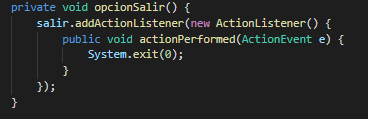 private void opcionSalir() {
    salir.addActionListener(new ActionListener() {
        public void actionPerformed(ActionEvent e) {
            System.exit(0);
        }
    });
}